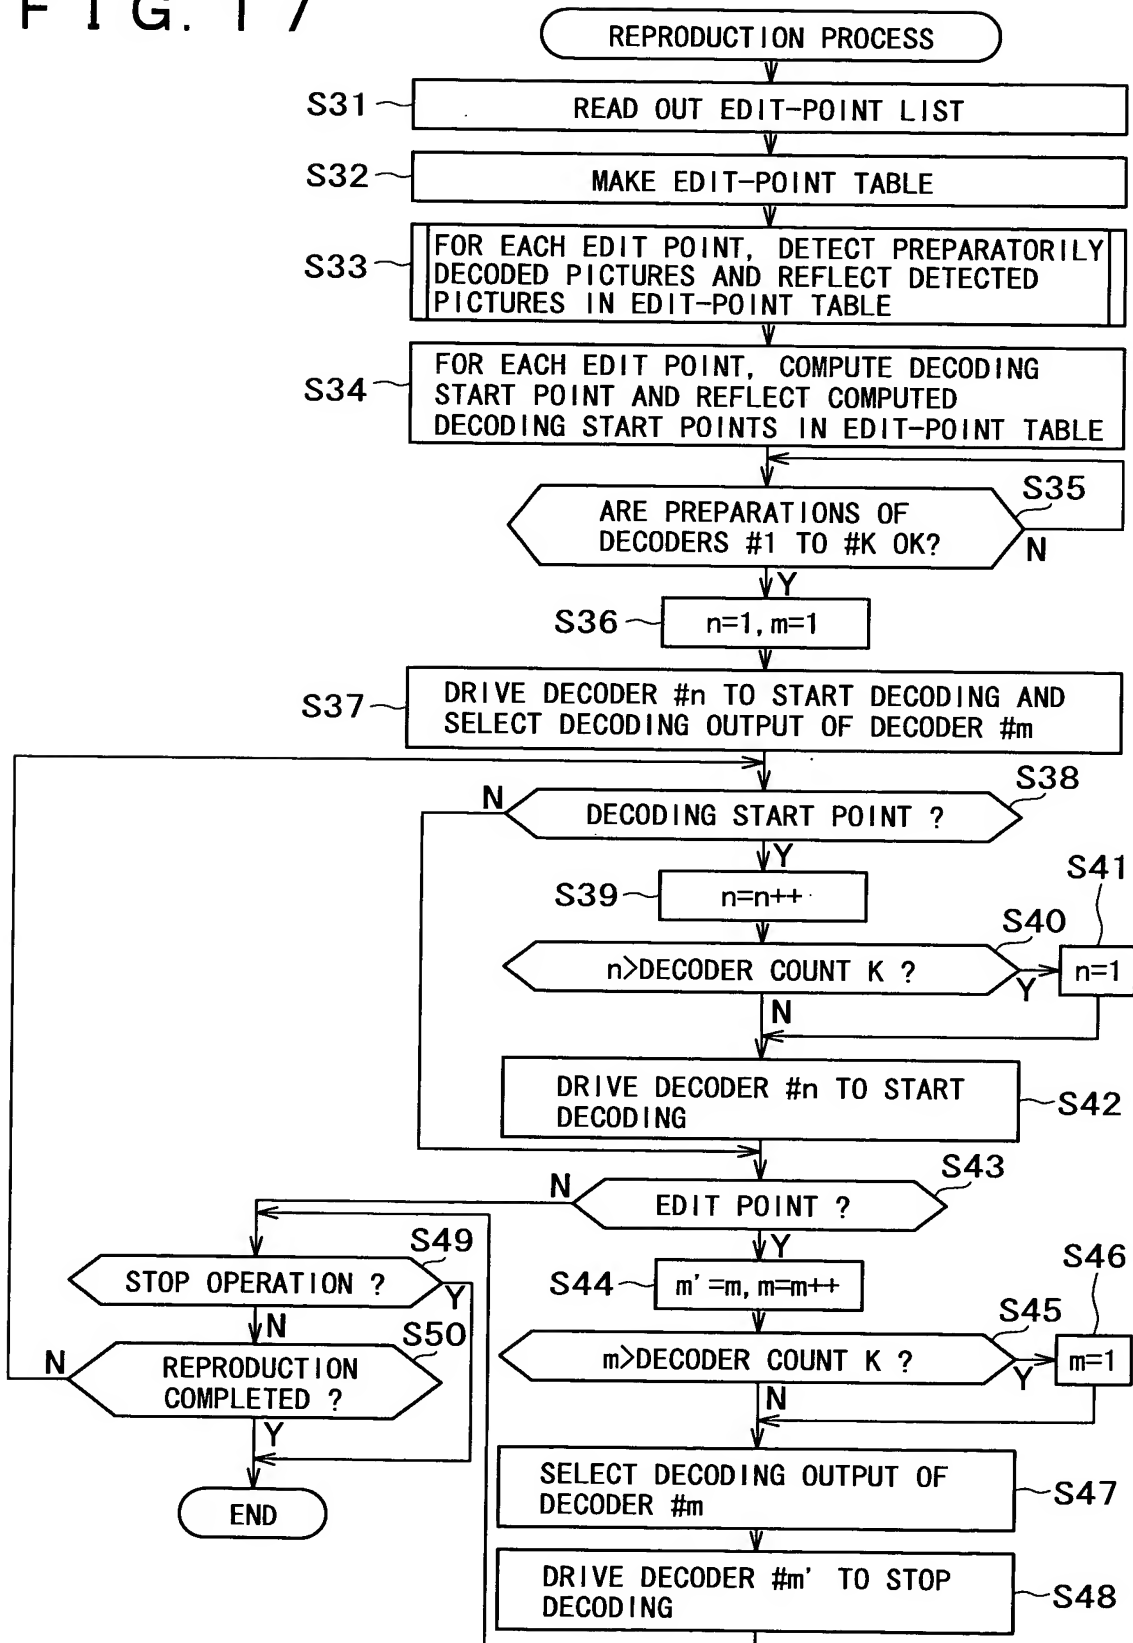 FIG. 17
REPRODUCTION PROCESS
S31
READ OUT EDIT-POINT LIST
S32
MAKE EDIT-POINT TABLE
S33
FOR EACH EDIT POINT, DETECT PREPARATORILY
DECODED PICTURES AND REFLECT DETECTED
PICTURES IN EDIT-POINT TABLE
S34
FOR EACH EDIT POINT, COMPUTE DECODING
START POINT AND REFLECT COMPUTED
DECODING START POINTS IN EDIT-POINT TABLE
S35
ARE PREPARATIONS OF
DECODERS #1 TO #K OK?
N
Y
S36
n=1, m=1
S37
DRIVE DECODER #n TO START DECODING AND
SELECT DECODING OUTPUT OF DECODER #m
S38
N
DECODING START POINT ?
Y
S39
n=n++
S41
S40
n>DECODER COUNT K ?
Y
n=1
N
DRIVE DECODER #n TO START
DECODING
S42
S43
N
EDIT POINT ?
Y
S44
m'=m, m=m++
S46
S45
m>DECODER COUNT K ?
Y
m=1
N
SELECT DECODING OUTPUT OF
DECODER #m
S47
DRIVE DECODER #m' TO STOP
DECODING
S48
S49
STOP OPERATION ?
Y
N
S50
N
REPRODUCTION
COMPLETED ?
Y
END